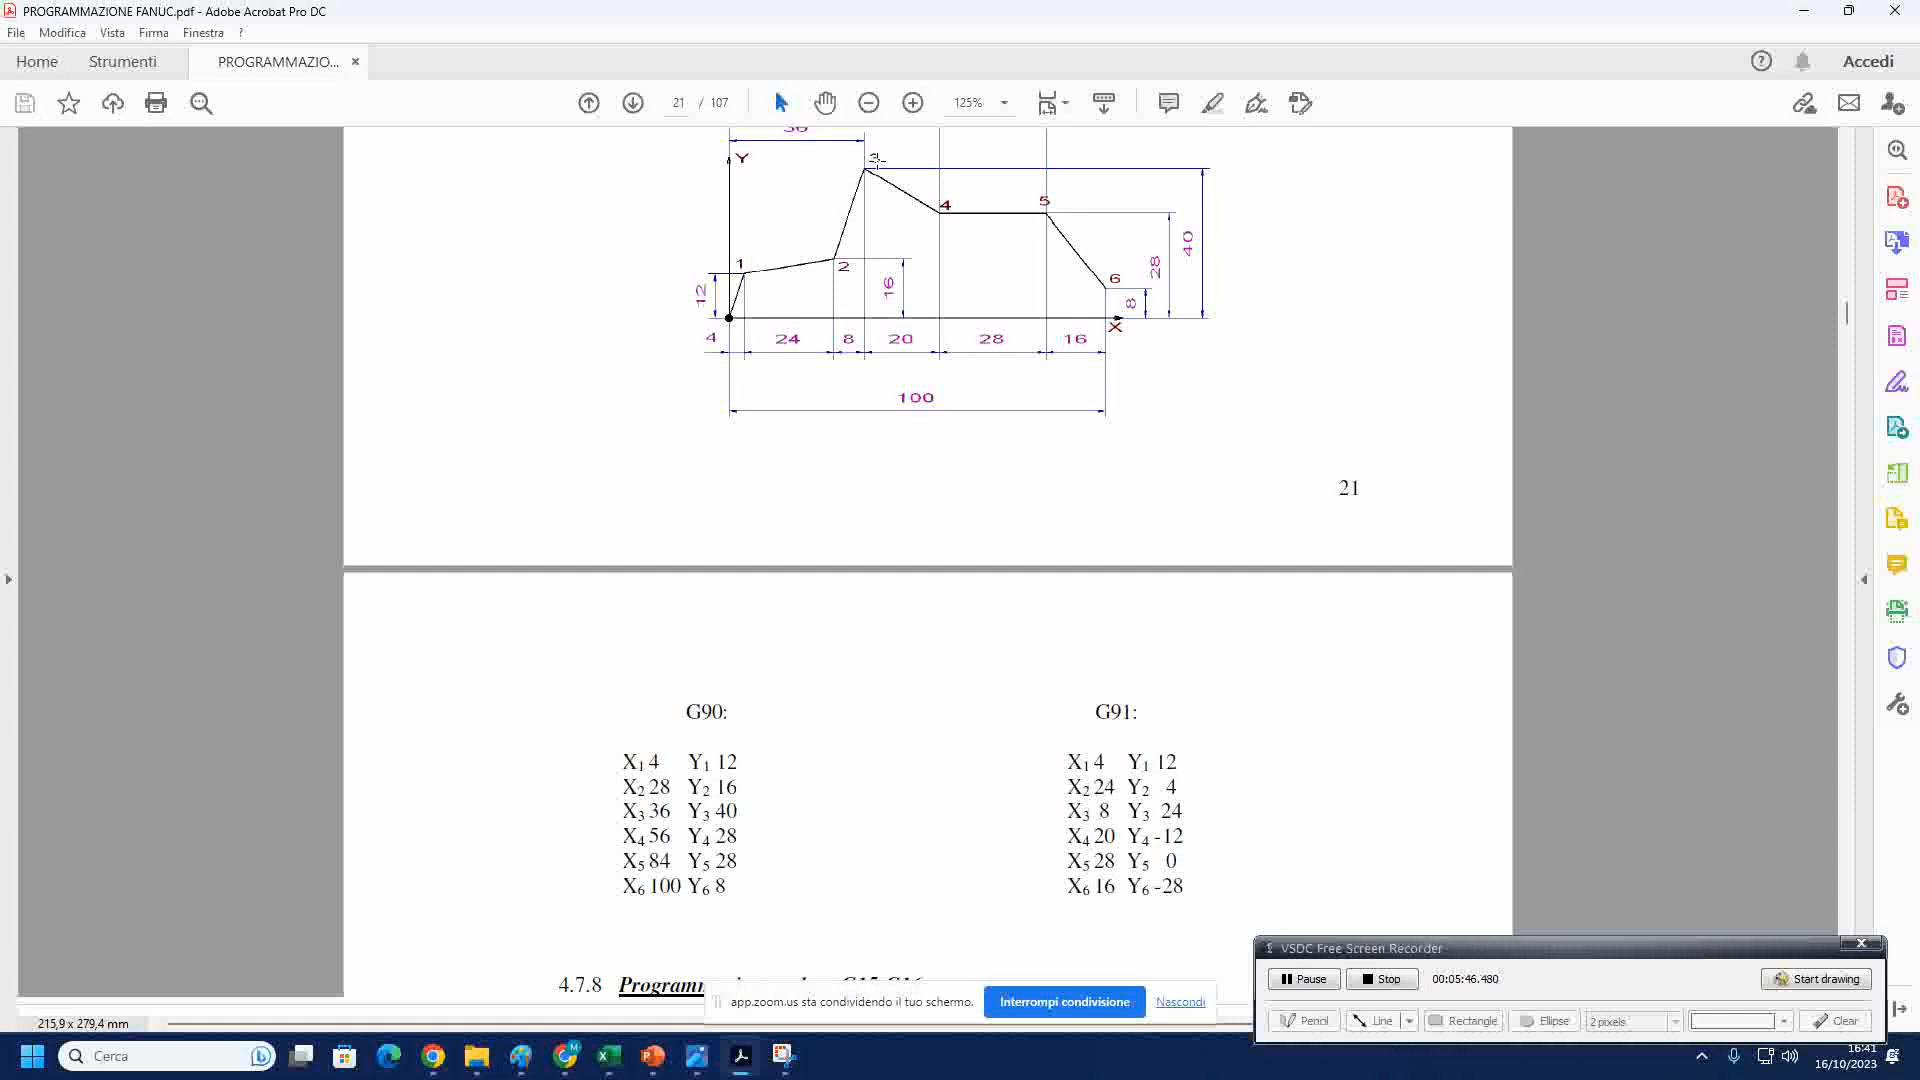 PROGRAMMAZIONE FANUC.pdf - Adobe Acrobat Pro DC
File Modifica Vista Firma Finestra ?
Home Strumenti PROGRAMMAZIO... × Accedi
21 / 107 125%
36
Y 3
4 5
1 2 6
12 16 8 28 40
X
4 24 8 20 28 16
100
21
G90: G91:
X1 4 Y1 12 X1 4 Y1 12
X2 28 Y2 16 X2 24 Y2 4
X3 36 Y3 40 X3 8 Y3 24
X4 56 Y4 28 X4 20 Y4 -12
X5 84 Y5 28 X5 28 Y5 0
X6 100 Y6 8 X6 16 Y6 -28
4.7.8
app.zoom.us sta condividendo il tuo schermo. Interrompi condivisione Nascondi
VSDC Free Screen Recorder
Pause Stop 00:05:46.480 Start drawing
Pencil Line Rectangle Ellipse 2 pixels Clear
215,9 x 279,4 mm
Cerca
16:41
16/10/2023